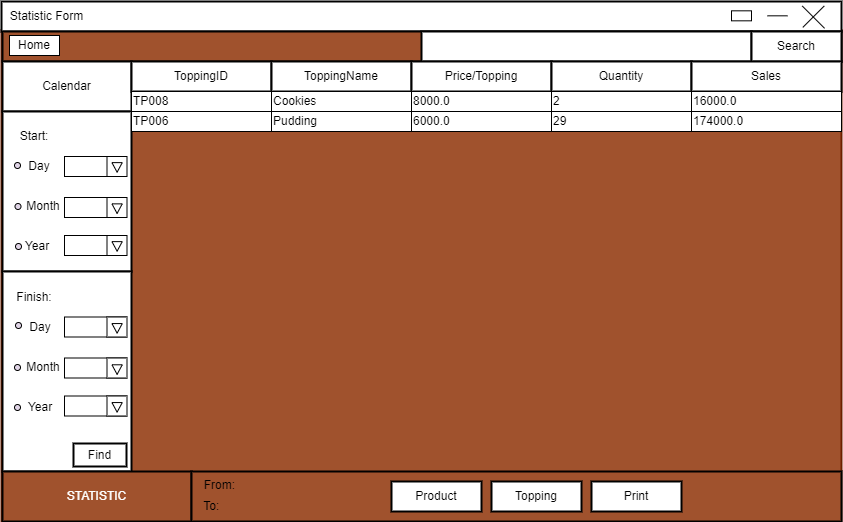 Statistic Form
Home
Search
Calendar
ToppingID ToppingName Price/Topping Quantity Sales
TP008 Cookies 8000.0 2 16000.0
TP006 Pudding 6000.0 29 174000.0
Start:
Day
Month
Year
Finish:
Day
Month
Year
Find
STATISTIC
From:
To:
Product Topping Print